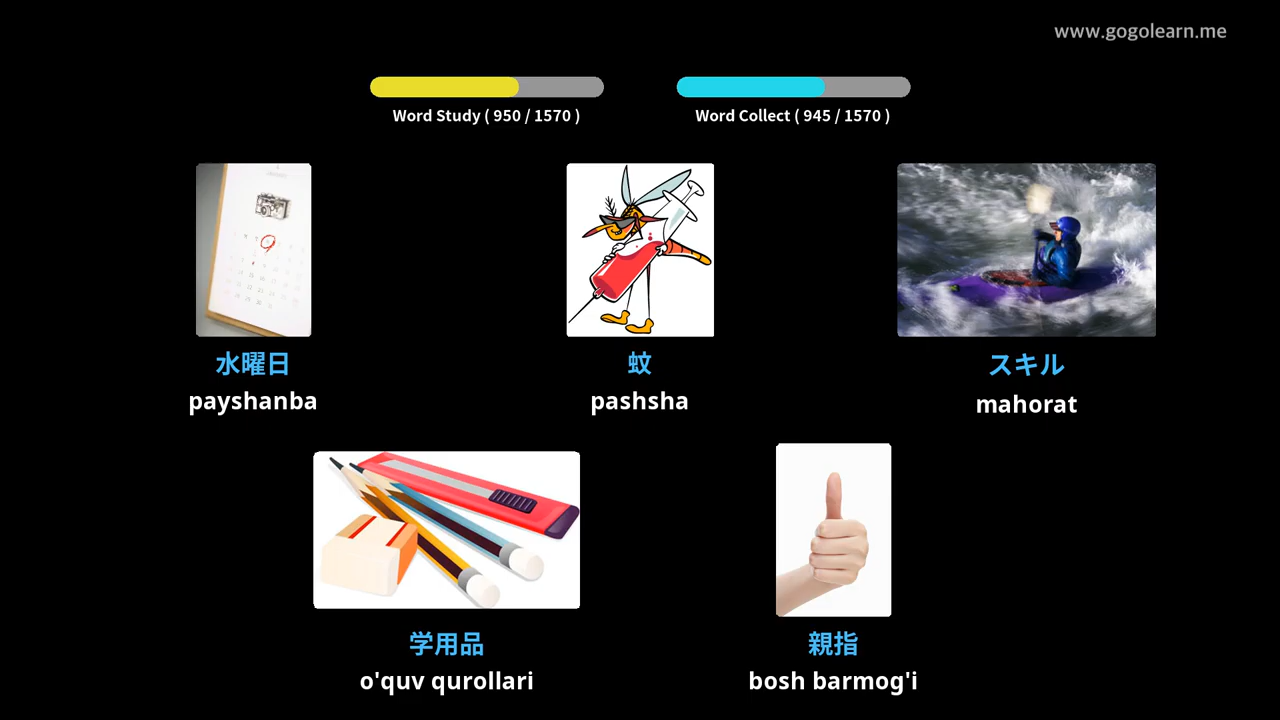 www.gogolearn.me
Word Study ( 950 / 1570 )
Word Collect ( 945 / 1570 )
水曜日
payshanba
蚊
pashsha
スキル
mahorat
学用品
o'quv qurollari
親指
bosh barmog'i